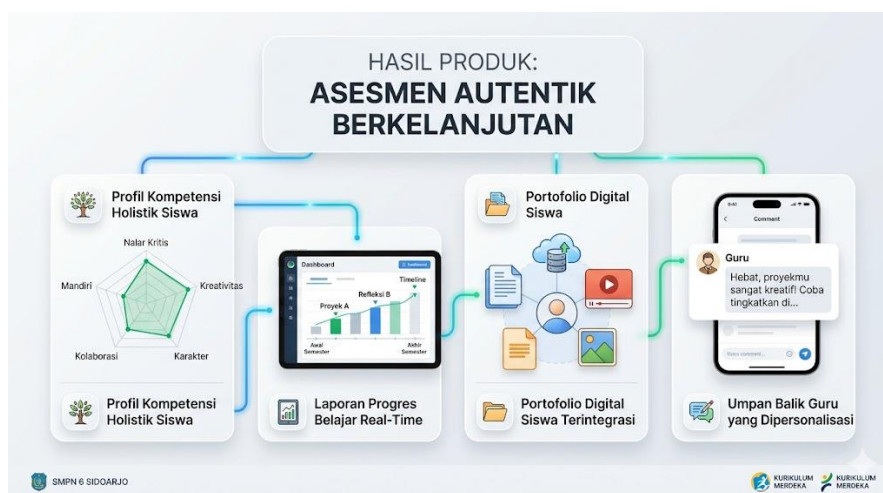 HASIL PRODUK:
ASESMEN AUTENTIK
BERKELANJUTAN
Profil Kompetensi
Holistik Siswa
Nalar Kritis
Mandiri
Kreativitas
Kolaborasi
Karakter
Profil Kompetensi
Holistik Siswa
Dashboard
Timeline
Refleksi B
Proyek A
Awal
Semester
Akhir
Semester
Laporan Progres
Belajar Real-Time
Portofolio Digital
Siswa
Portofolio Digital
Siswa Terintegrasi
Comment
Guru
Hebat, proyekmu
sangat kreatif! Coba
tingkatkan di...
Umpan Balik Guru
yang Dipersonalisasi
SMPN 6 SIDOARJO
KURIKULUM
MERDEKA
KURIKULUM
MERDEKA